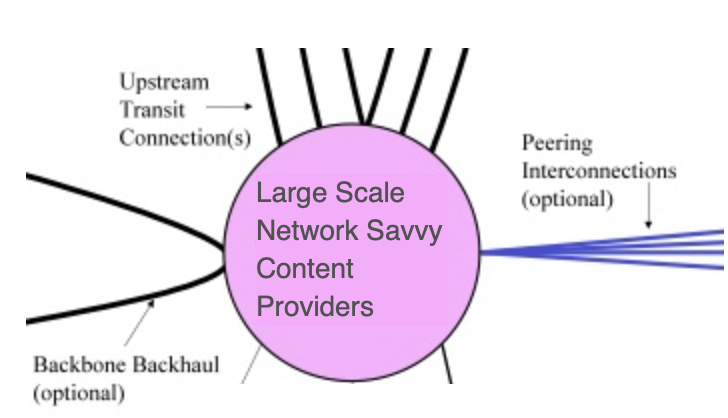 Upstream
Transit
Connection(s)
Peering
Interconnections
(optional)
Large Scale
Network Savvy
Content
Providers
Backbone Backhaul
(optional)